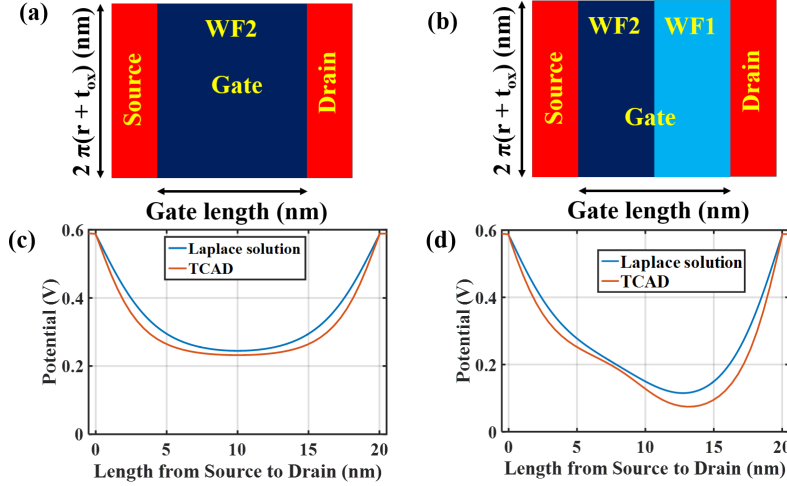 (a)
2 π(r + tox) (nm)
Source
WF2
Gate
Drain
Gate length (nm)
(b)
2 π(r + tox) (nm)
Source
WF2 WF1
Gate
Drain
Gate length (nm)
(c)
Potential (V)
0.6
0.4
0.2
0
Laplace solution
TCAD
0 5 10 15 20
Length from Source to Drain (nm)
(d)
Potential (V)
0.6
0.4
0.2
0
Laplace solution
TCAD
0 5 10 15 20
Length from Source to Drain (nm)